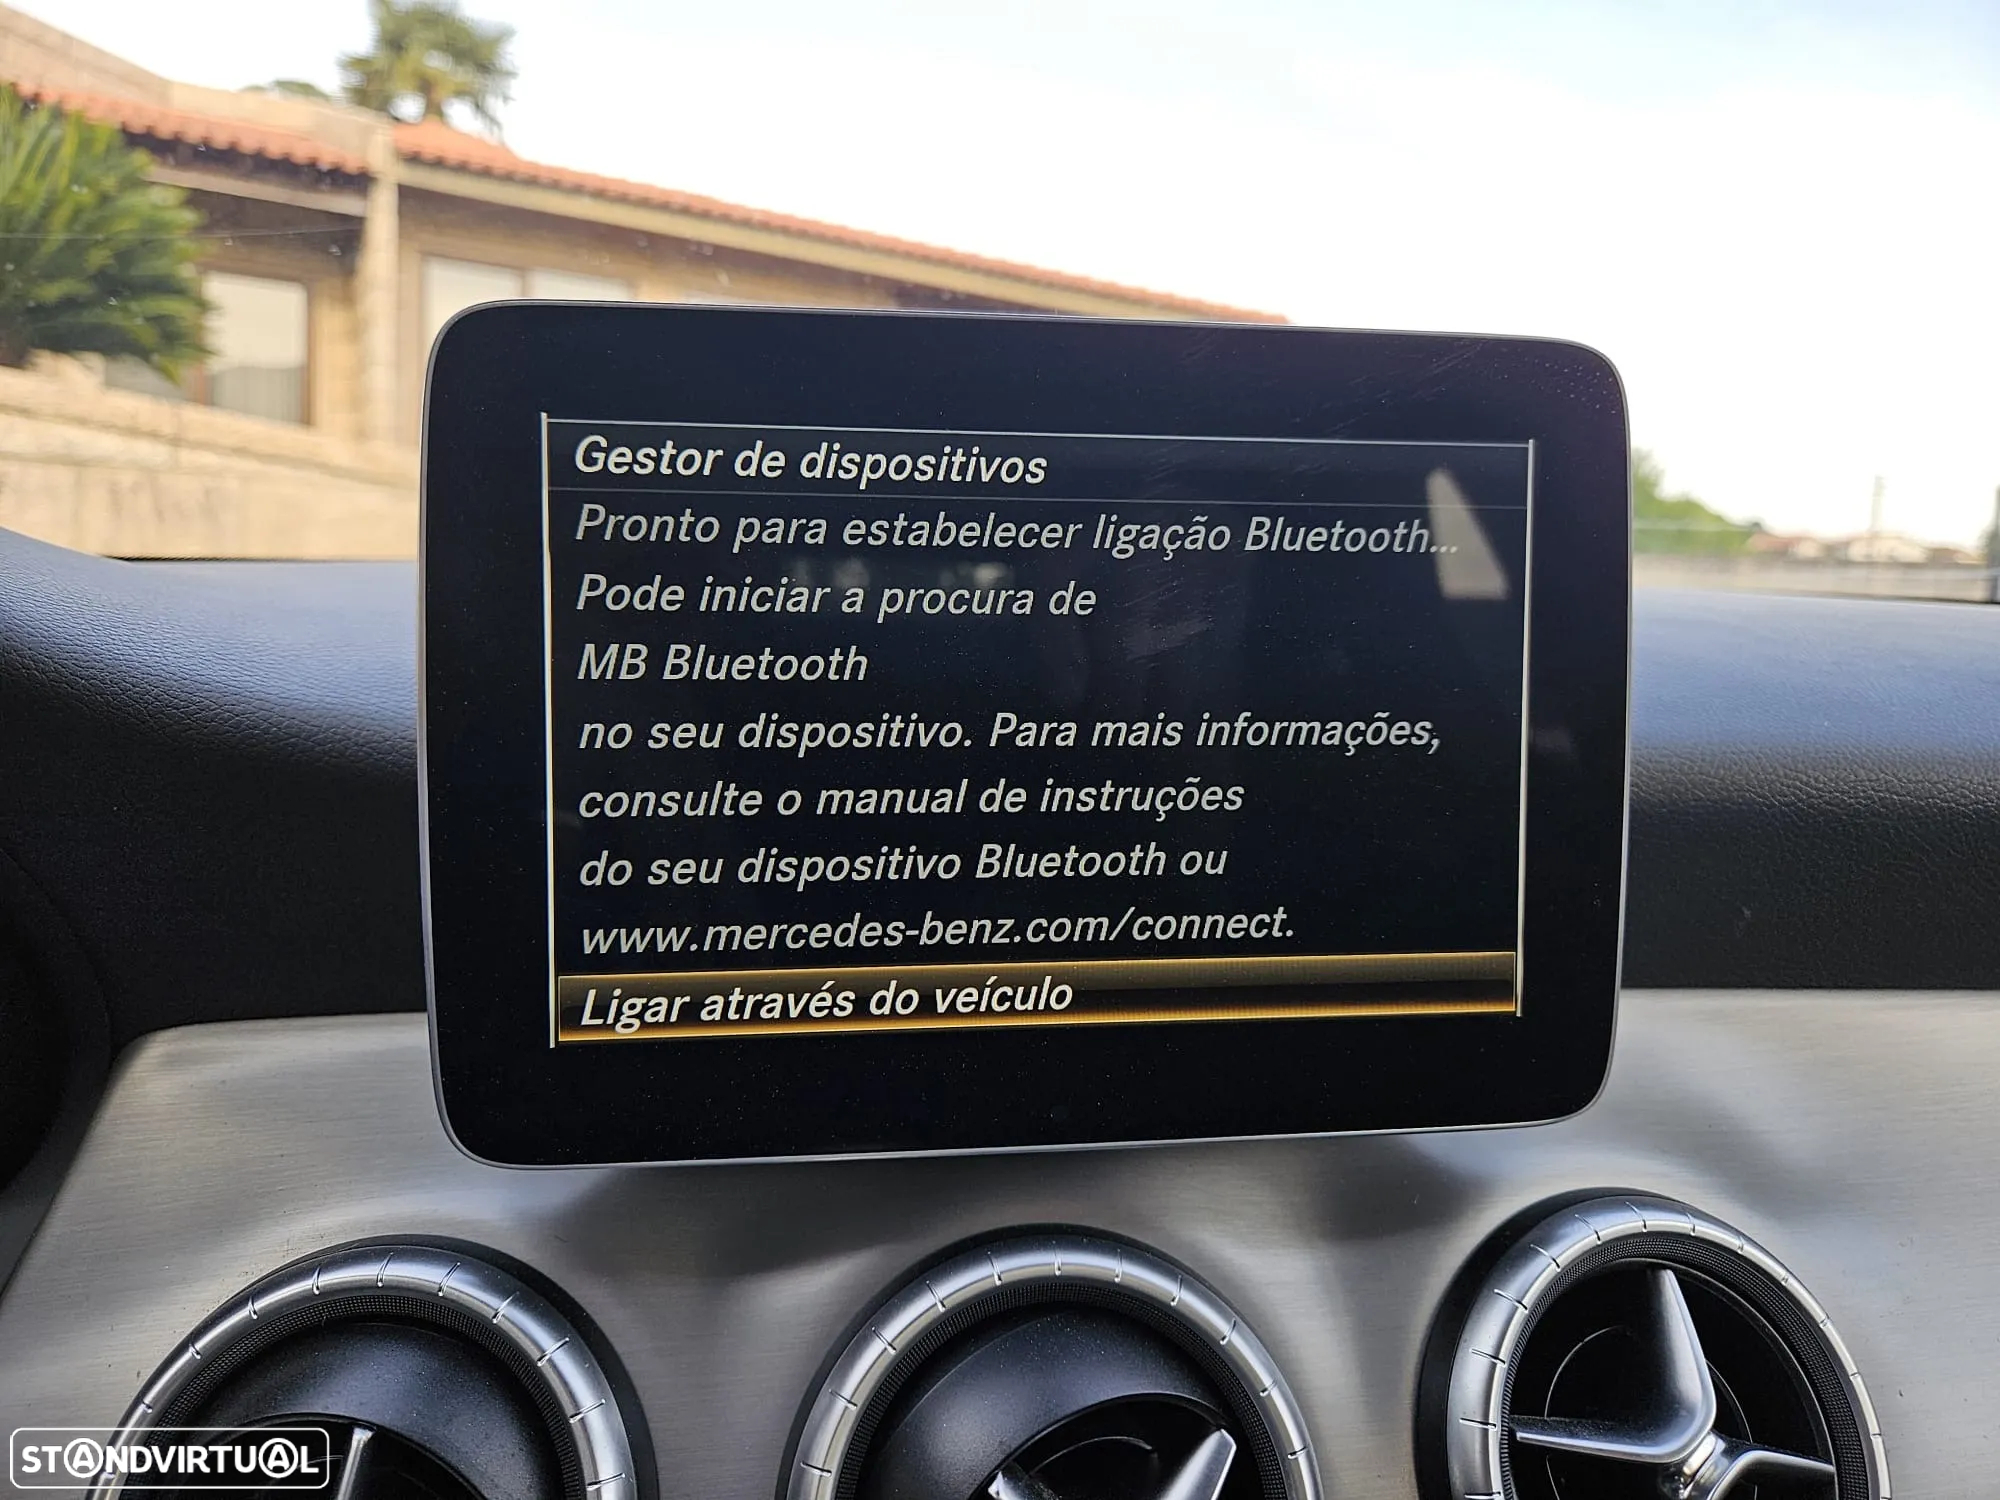 Gestor de dispositivos
Pronto para estabelecer ligação Bluetooth...
Pode iniciar a procura de
MB Bluetooth
no seu dispositivo. Para mais informações,
consulte o manual de instruções
do seu dispositivo Bluetooth ou
www.mercedes-benz.com/connect.
Ligar através do veículo
STANDVIRTUAL